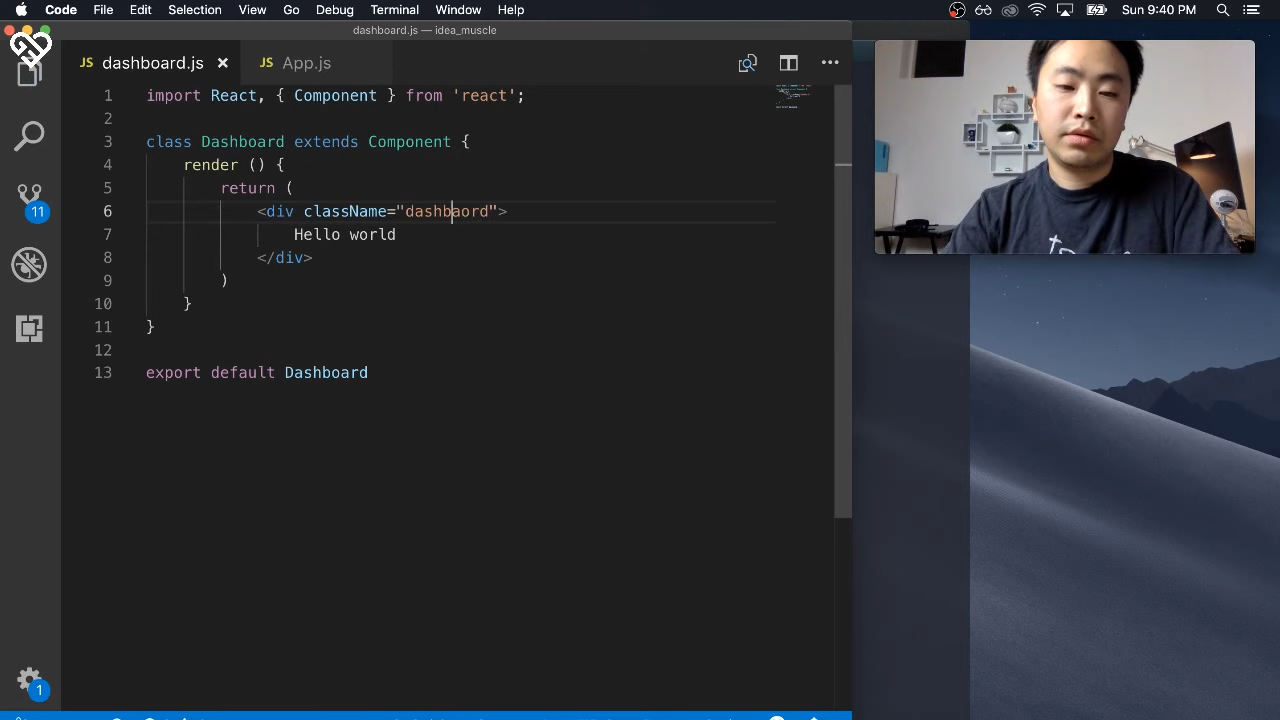 Code File Edit Selection View Go Debug Terminal Window Help Sun 9:40 PM
dashboard.js — idea_muscle
JS dashboard.js × JS App.js
1 import React, { Component } from 'react';
2
3 class Dashboard extends Component {
4 render () {
5 return (
6 <div className="dashbaord">
7 Hello world
8 </div>
9 )
10 }
11 }
12
13 export default Dashboard
11
1